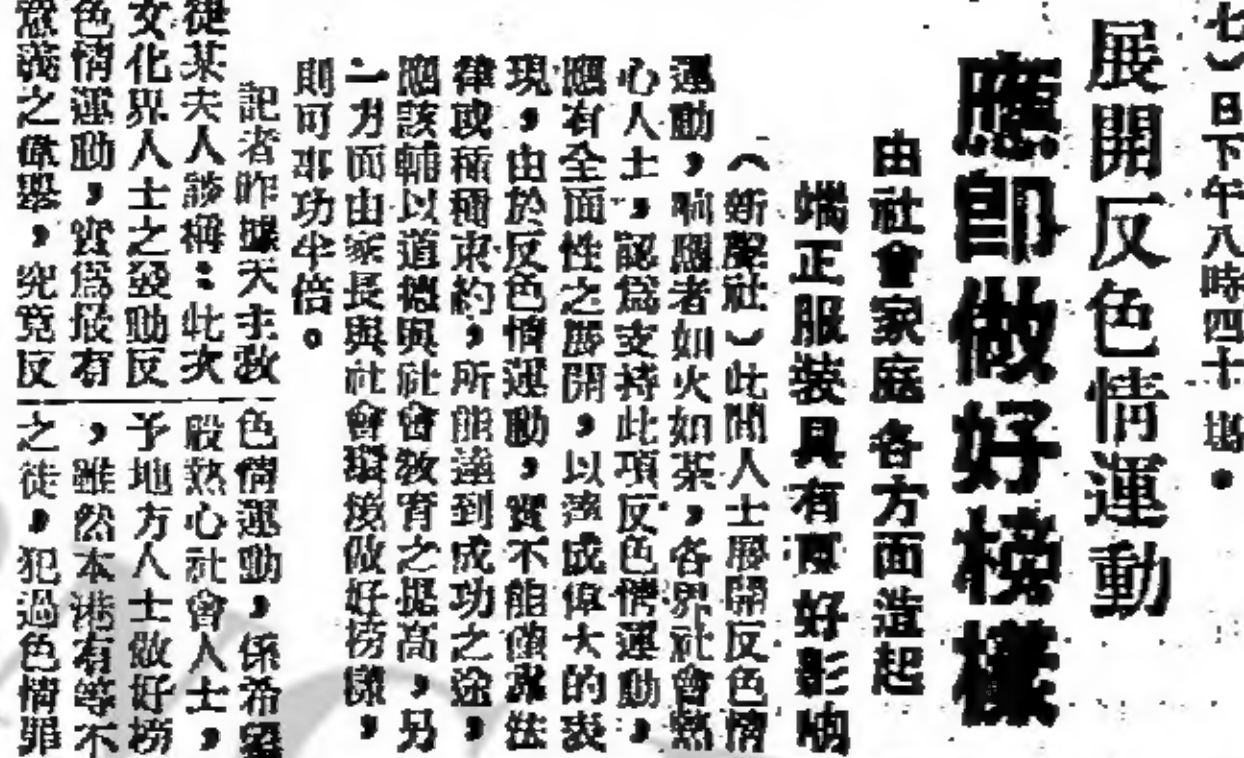 七）日下午八時四十塲。
展開反色情運動
應即做好榜樣
由社會家庭各方面造起
端正服裝具有更好影响
（新聲社）此間人士展開反色情
運動，响應者如火如荼，各界社會熱
心人士，認爲支持此項反色情運動，
應有全面性之展開，以達成偉大的表
現，由於反色情運動，實不能僅靠法
律或種種束約，所能達到成功之途，
應該輔以道德與社會敎育之提高，另
一方面由家長與社會環境做好榜樣，
則可事功半倍。
記者昨據天主敎
徒某夫人談稱：此次
文化界人士之發動反
色情運動，實爲最有
意義之偉舉，究竟反
色情運動，係希望
般熱心社會人士，
予地方人士做好榜
，雖然本港有等不
之徒，犯過色情罪